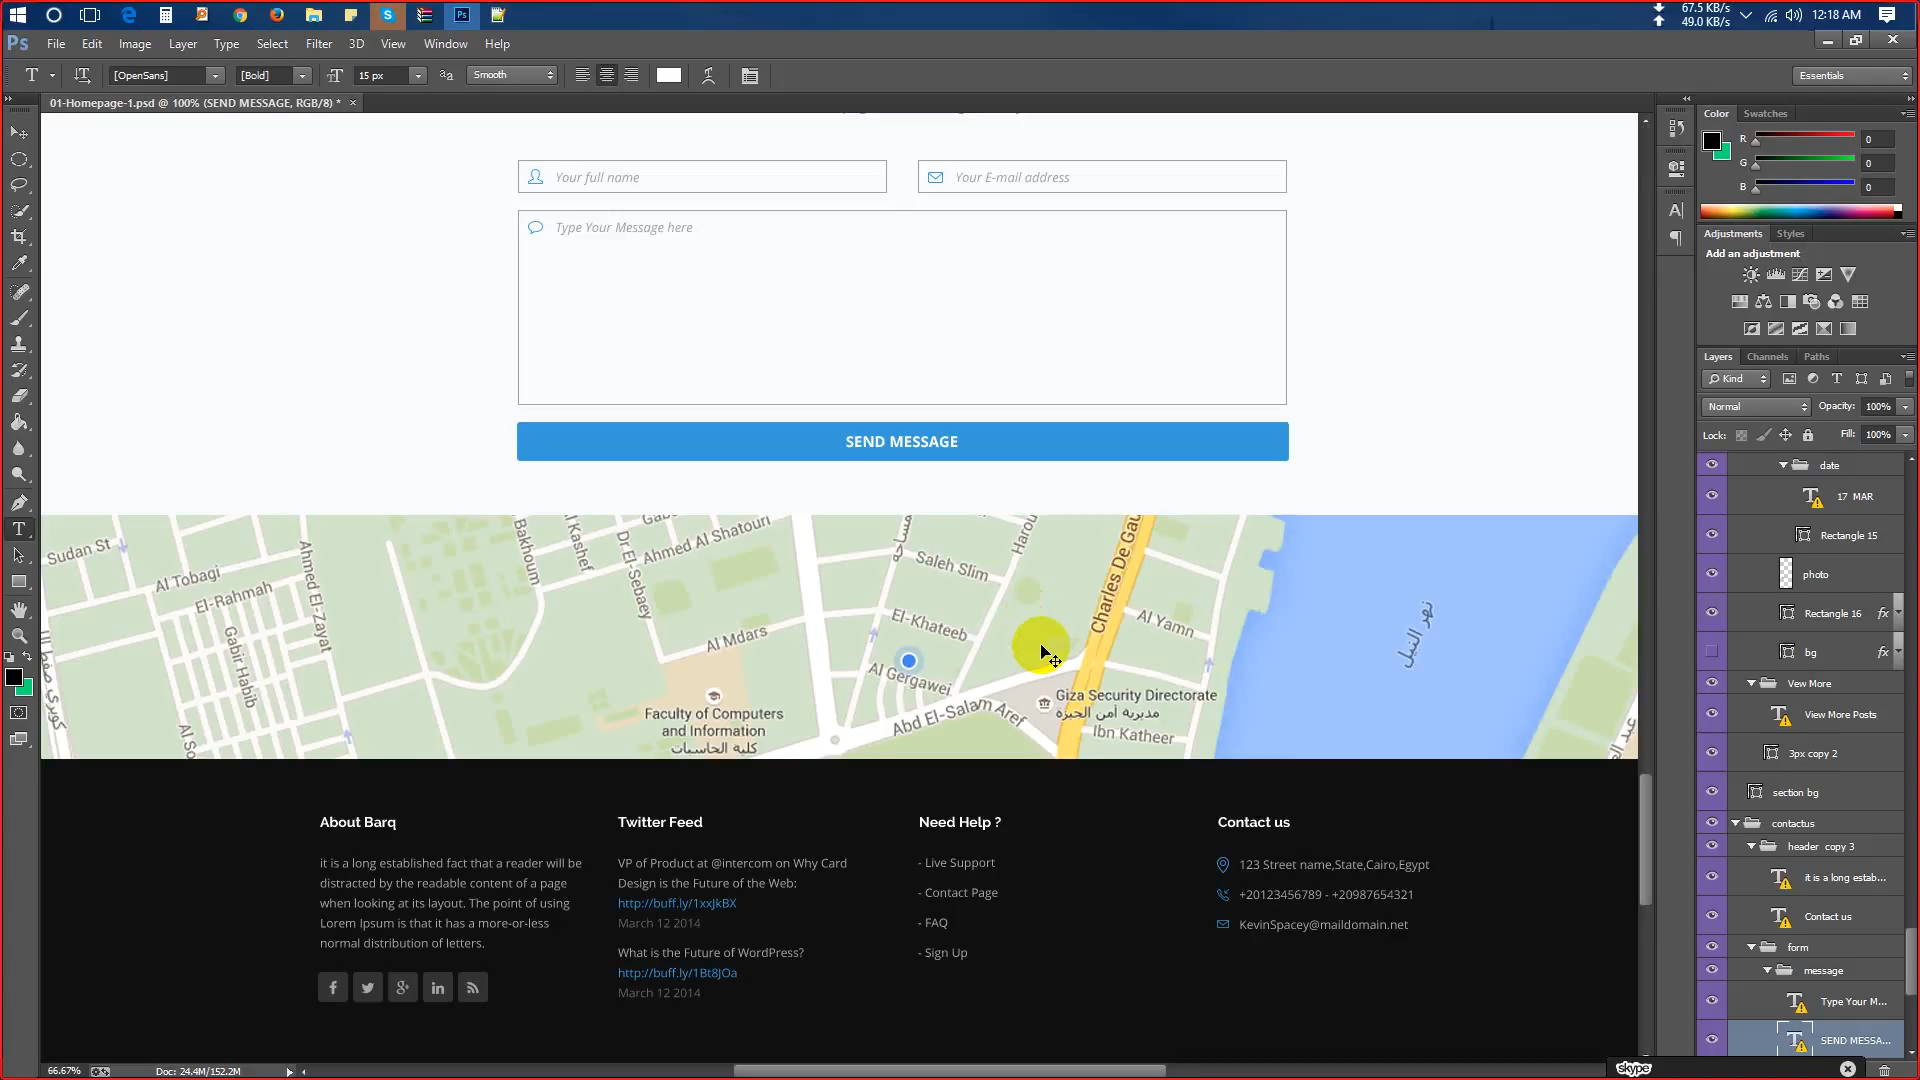 67.5 KB/s
49.0 KB/s
12:18 AM
Ps File Edit Image Layer Type Select Filter 3D View Window Help
[OpenSans] [Bold] 15 px Smooth Essentials
01-Homepage-1.psd @ 100% (SEND MESSAGE, RGB/8) *
Your full name
Your E-mail address
Type Your Message here
SEND MESSAGE
Sudan St
Al Tobagi
El-Rahmah
Gabir Habib
Ahmed El-Zayat
Bakhoum
Al Kashef
Dr El-Sebaey
Ahmed Al Shatouri
Al Mdars
Saleh Slim
El-Khateeb
Al Gergawei
Abd El-Salam Aref
Charles De Gau
Al Yamn
نهر النيل
Giza Security Directorate
مديرية أمن الجيزة
Ibn Katheer
Faculty of Computers
and Information
كلية الحاسبات
About Barq
it is a long established fact that a reader will be
distracted by the readable content of a page
when looking at its layout. The point of using
Lorem Ipsum is that it has a more-or-less
normal distribution of letters.
Twitter Feed
VP of Product at @intercom on Why Card
Design is the Future of the Web:
http://buff.ly/1xxJkBX
March 12 2014
What is the Future of WordPress?
http://buff.ly/1Bt8JOa
March 12 2014
Need Help ?
- Live Support
- Contact Page
- FAQ
- Sign Up
Contact us
123 Street name,State,Cairo,Egypt
+20123456789 - +20987654321
KevinSpacey@maildomain.net
66.67%
Doc: 24.4M/152.2M
Color Swatches
R 0
G 0
B 0
Adjustments Styles
Add an adjustment
Layers Channels Paths
Kind
Normal Opacity: 100%
Lock: Fill: 100%
date
17 MAR
Rectangle 15
photo
Rectangle 16 fx
bg fx
Vew More
View More Posts
3px copy 2
section bg
contactus
header copy 3
it is a long estab...
Contact us
form
message
Type Your M...
SEND MESSA...
skype